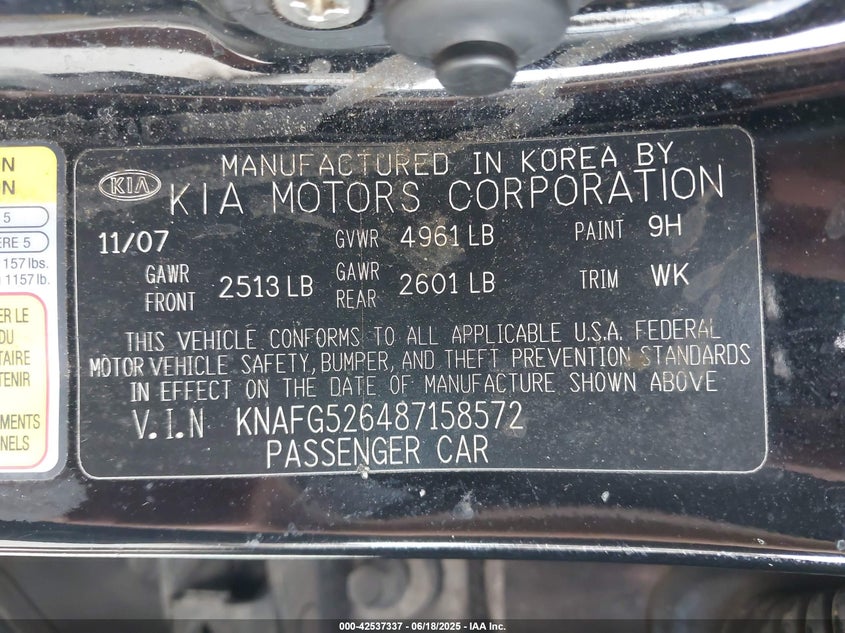 MANUFACTURED IN KOREA BY
KIA
KIA MOTORS CORPORATION
11/07 GVWR 4961 LB PAINT 9H
GAWR FRONT 2513 LB GAWR REAR 2601 LB TRIM WK
THIS VEHICLE CONFORMS TO ALL APPLICABLE U.S.A. FEDERAL
MOTOR VEHICLE SAFETY, BUMPER, AND THEFT PREVENTION STANDARDS
IN EFFECT ON THE DATE OF MANUFACTURE SHOWN ABOVE
V.I.N KNAFG526487158572
PASSENGER CAR
N
ON
5
ERE 5
157 lbs.
1157 lb.
ER LE
DU
TAIRE
TENIR
MENTS
NELS
000-42537337 - 06/18/2025 - IAA Inc.